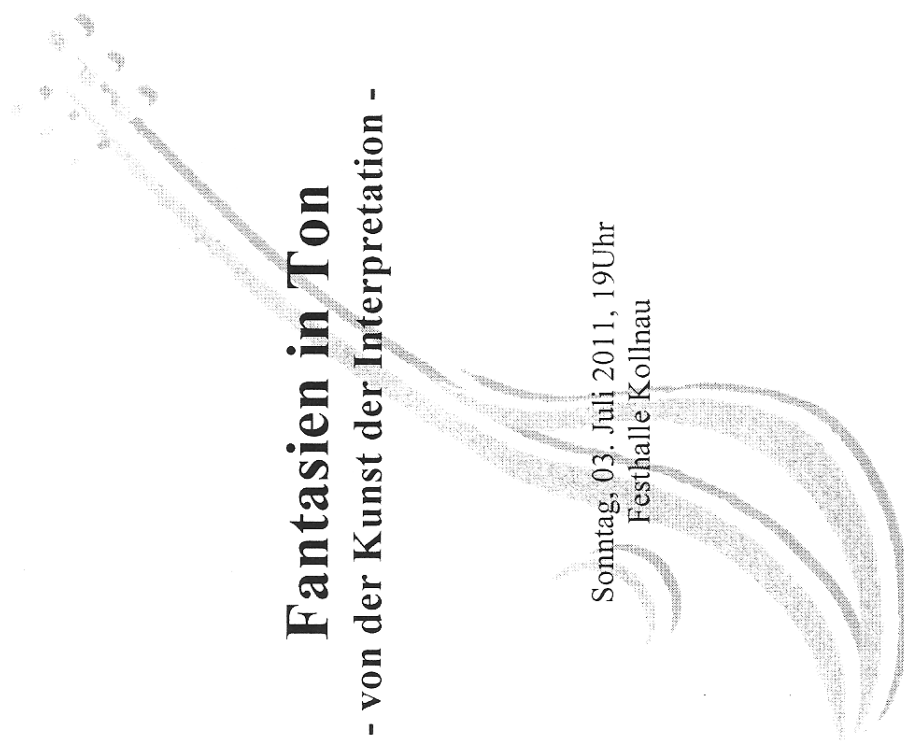 Fantasien in Ton
- von der Kunst der Interpretation -
Sonntag, 03. Juli 2011, 19Uhr
Festhalle Kollnau